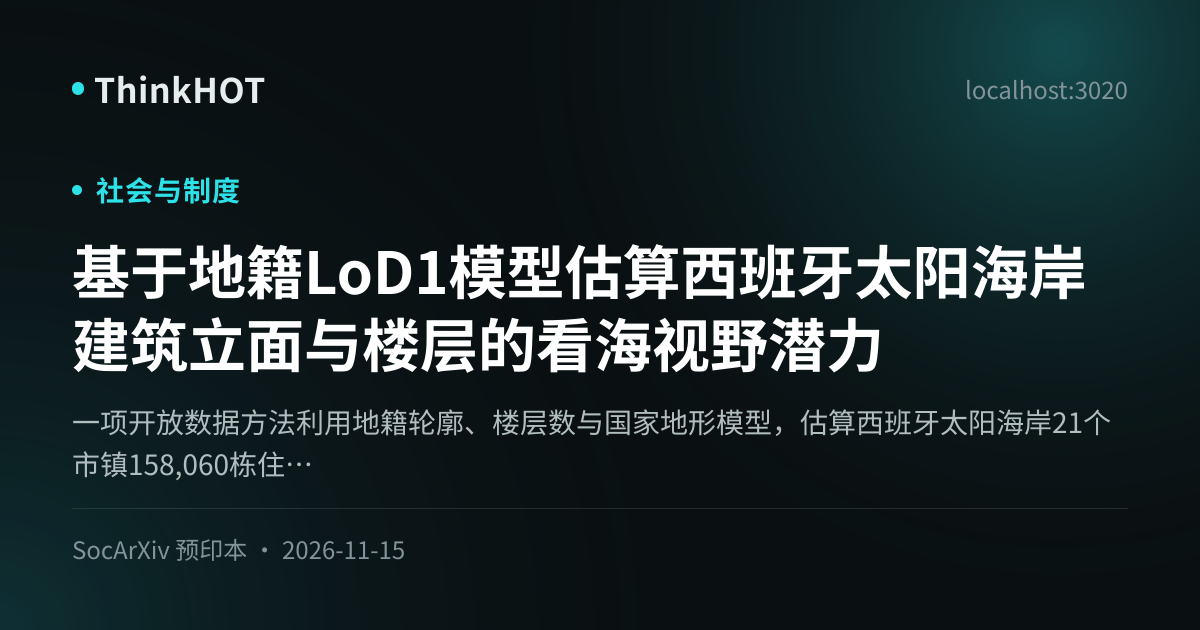 ThinkHOT
localhost:3020
社会与制度
基于地籍LoD1模型估算西班牙太阳海岸
建筑立面与楼层的看海视野潜力
一项开放数据方法利用地籍轮廓、楼层数与国家地形模型，估算西班牙太阳海岸21个
市镇158,060栋住…
SocArXiv 预印本 · 2026-11-15